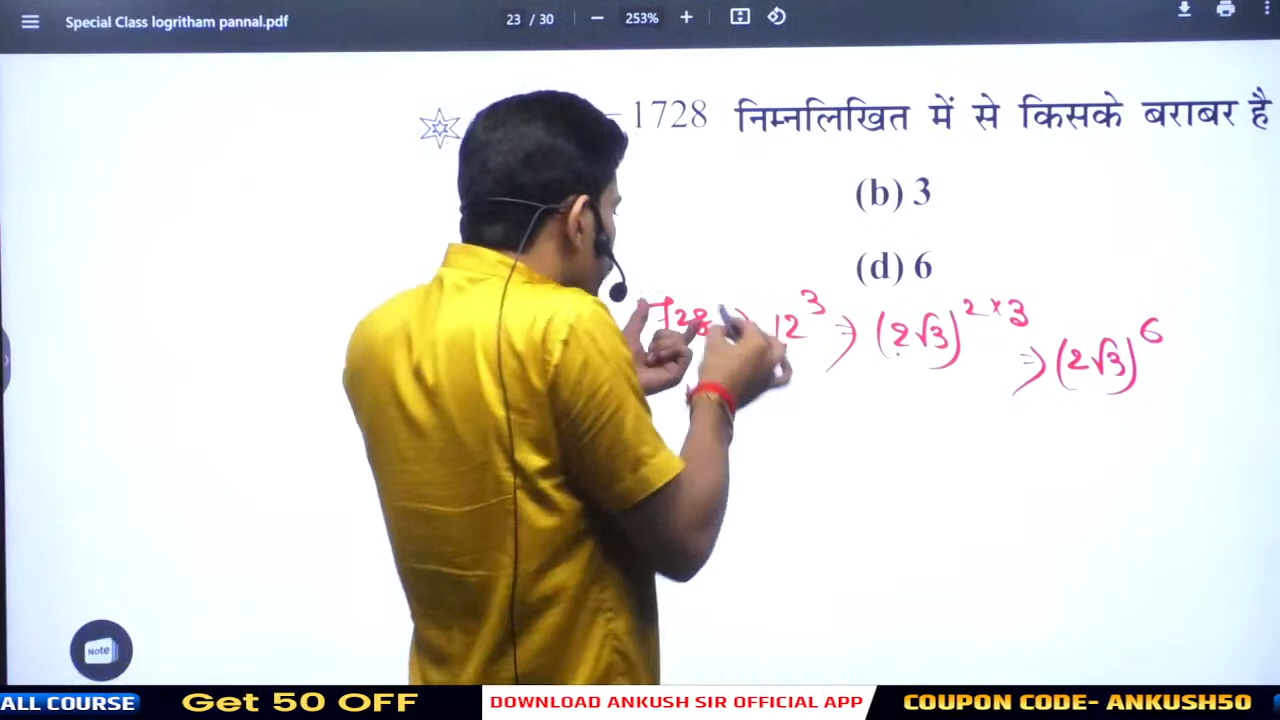 Special Class logritham pannal.pdf 23 / 30 253%
1728 निम्नलिखित में से किसके बराबर है
(b) 3
(d) 6
728 12³ ⇒ (2√3)²ˣ³
⇒ (2√3)⁶
Note
ALL COURSE Get 50 OFF DOWNLOAD ANKUSH SIR OFFICIAL APP COUPON CODE- ANKUSH50